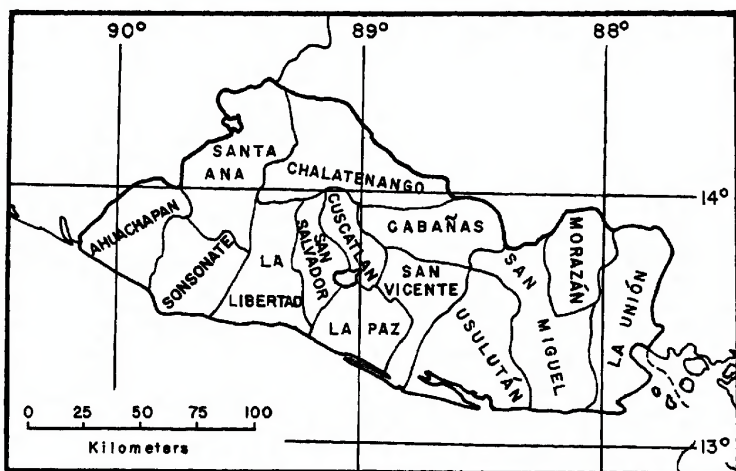 90° 89° 88°
SANTA
ANA
CHALATENANGO
14°
AHUACHAPAN
SONSONATE
LA
LIBERTAD
SAN
SALVADOR
CUSCATLAN
CABAÑAS
SAN
VICENTE
LA PAZ
USULUTÁN
SAN
MIGUEL
MORAZÁN
LA UNIÓN
0 25 50 75 100
Kilometers
13°